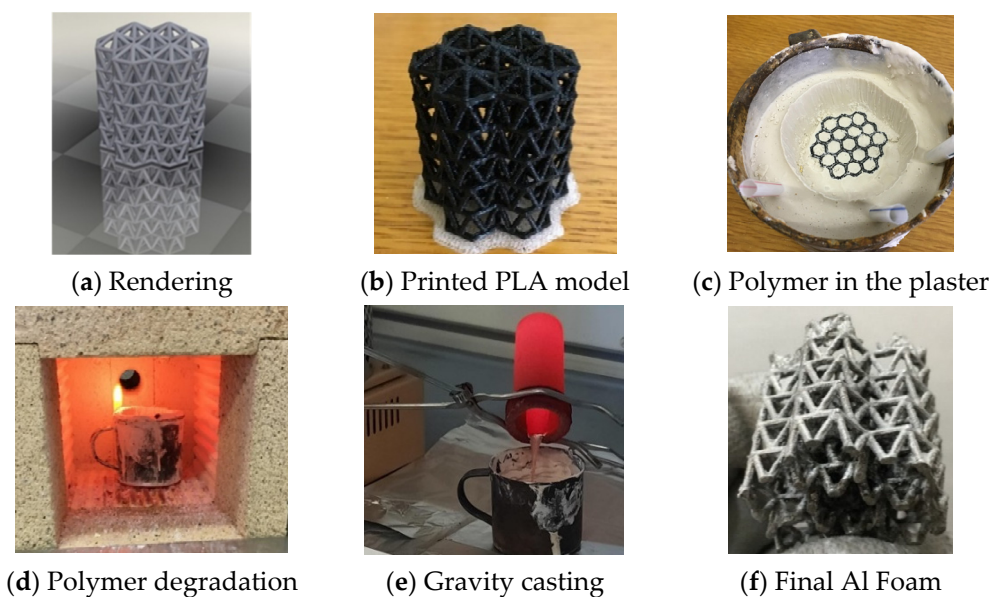 (a) Rendering
(b) Printed PLA model
(c) Polymer in the plaster
(d) Polymer degradation
(e) Gravity casting
(f) Final Al Foam